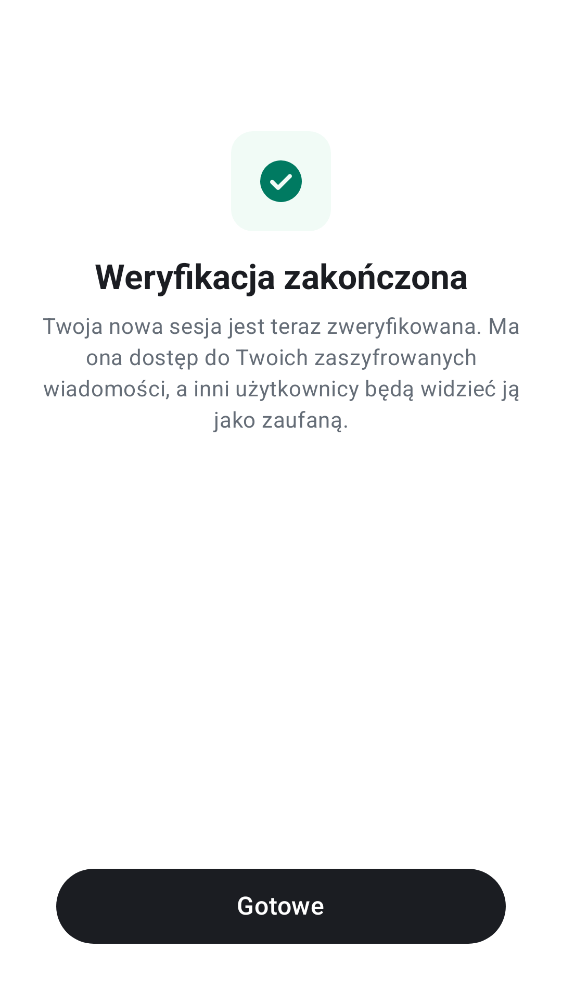 Weryfikacja zakończona
Twoja nowa sesja jest teraz zweryfikowana. Ma
ona dostęp do Twoich zaszyfrowanych
wiadomości, a inni użytkownicy będą widzieć ją
jako zaufaną.
Gotowe